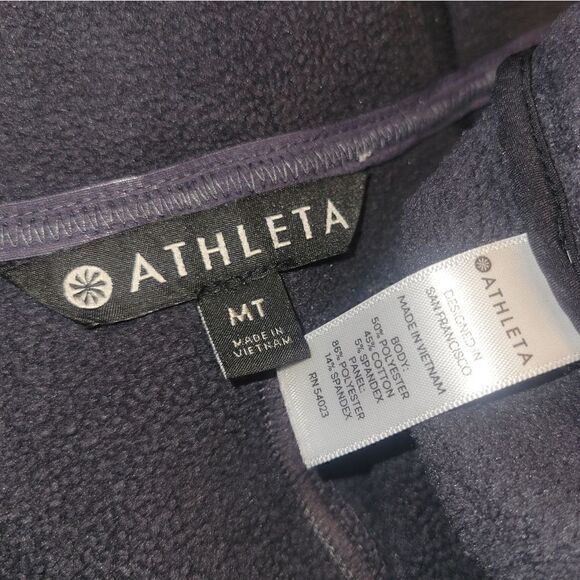 ATHLETA
MT
MADE IN
VIETNAM
ATHLETA
DESIGNED IN
SAN FRANCISCO
MADE IN VIETNAM
BODY:
50% POLYESTER
45% COTTON
5% SPANDEX
PANEL:
86% POLYESTER
14% SPANDEX
RN 54023